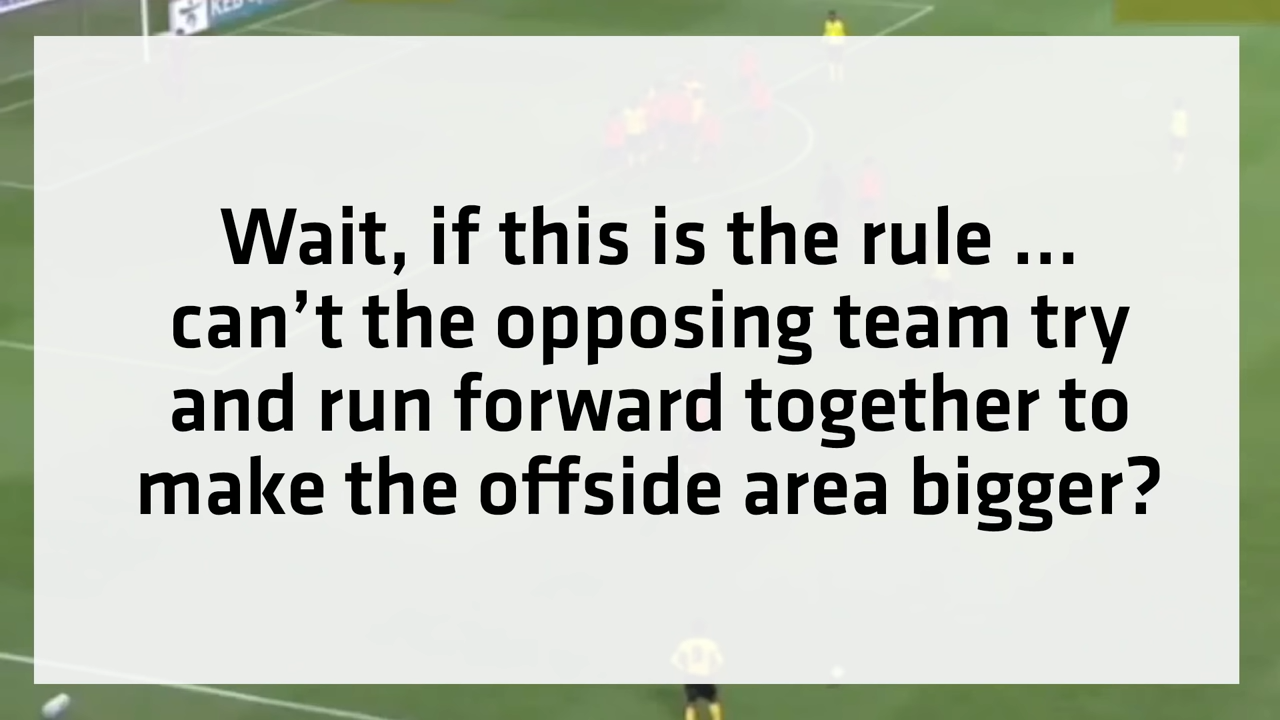 Wait, if this is the rule ...
can’t the opposing team try
and run forward together to
make the offside area bigger?